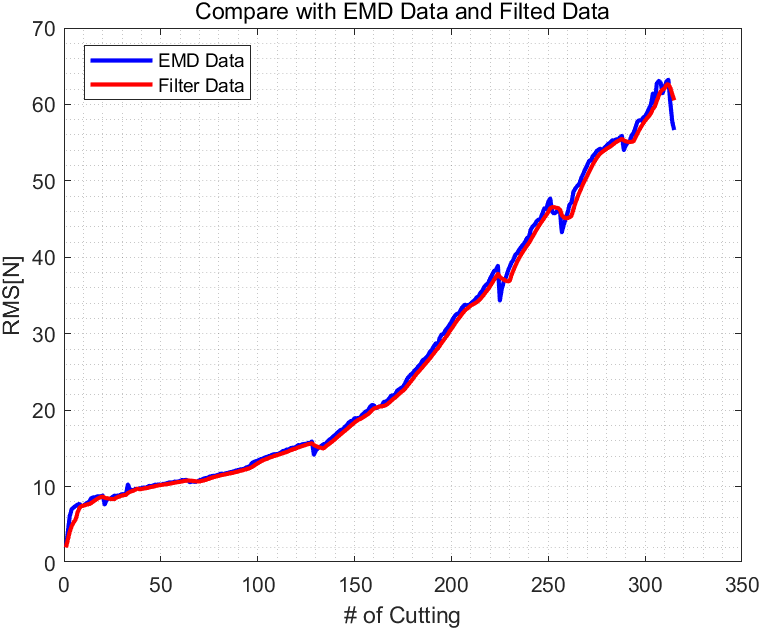 Compare with EMD Data and Filted Data
70
60
50
40
30
20
10
0
RMS[N]
EMD Data
Filter Data
0 50 100 150 200 250 300 350
# of Cutting